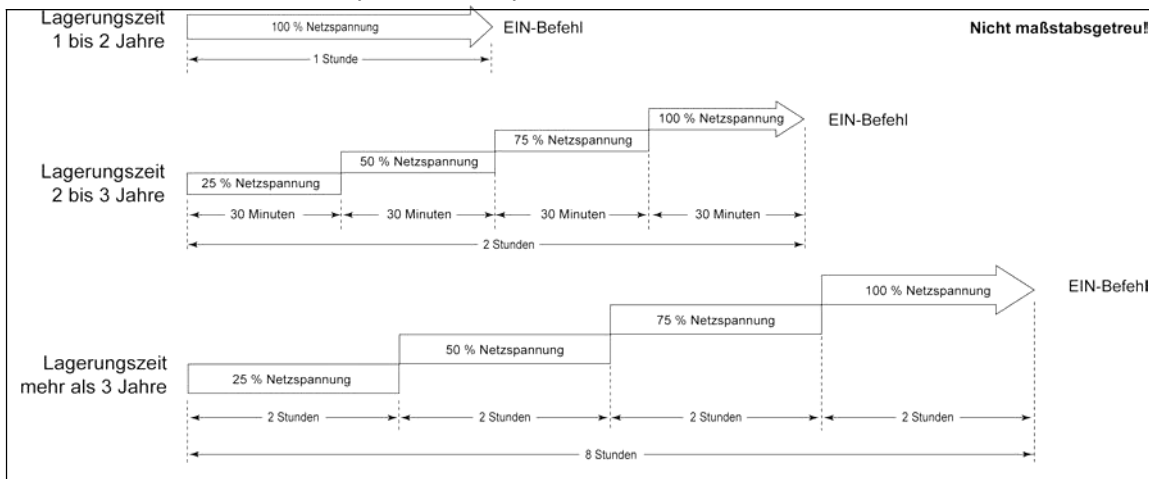 Lagerungszeit
1 bis 2 Jahre
100 % Netzspannung
EIN-Befehl
Nicht maßstabsgetreu!
1 Stunde
Lagerungszeit
2 bis 3 Jahre
25 % Netzspannung
50 % Netzspannung
75 % Netzspannung
100 % Netzspannung
EIN-Befehl
30 Minuten
30 Minuten
30 Minuten
30 Minuten
2 Stunden
Lagerungszeit
mehr als 3 Jahre
25 % Netzspannung
50 % Netzspannung
75 % Netzspannung
100 % Netzspannung
EIN-Befehl
2 Stunden
2 Stunden
2 Stunden
2 Stunden
8 Stunden